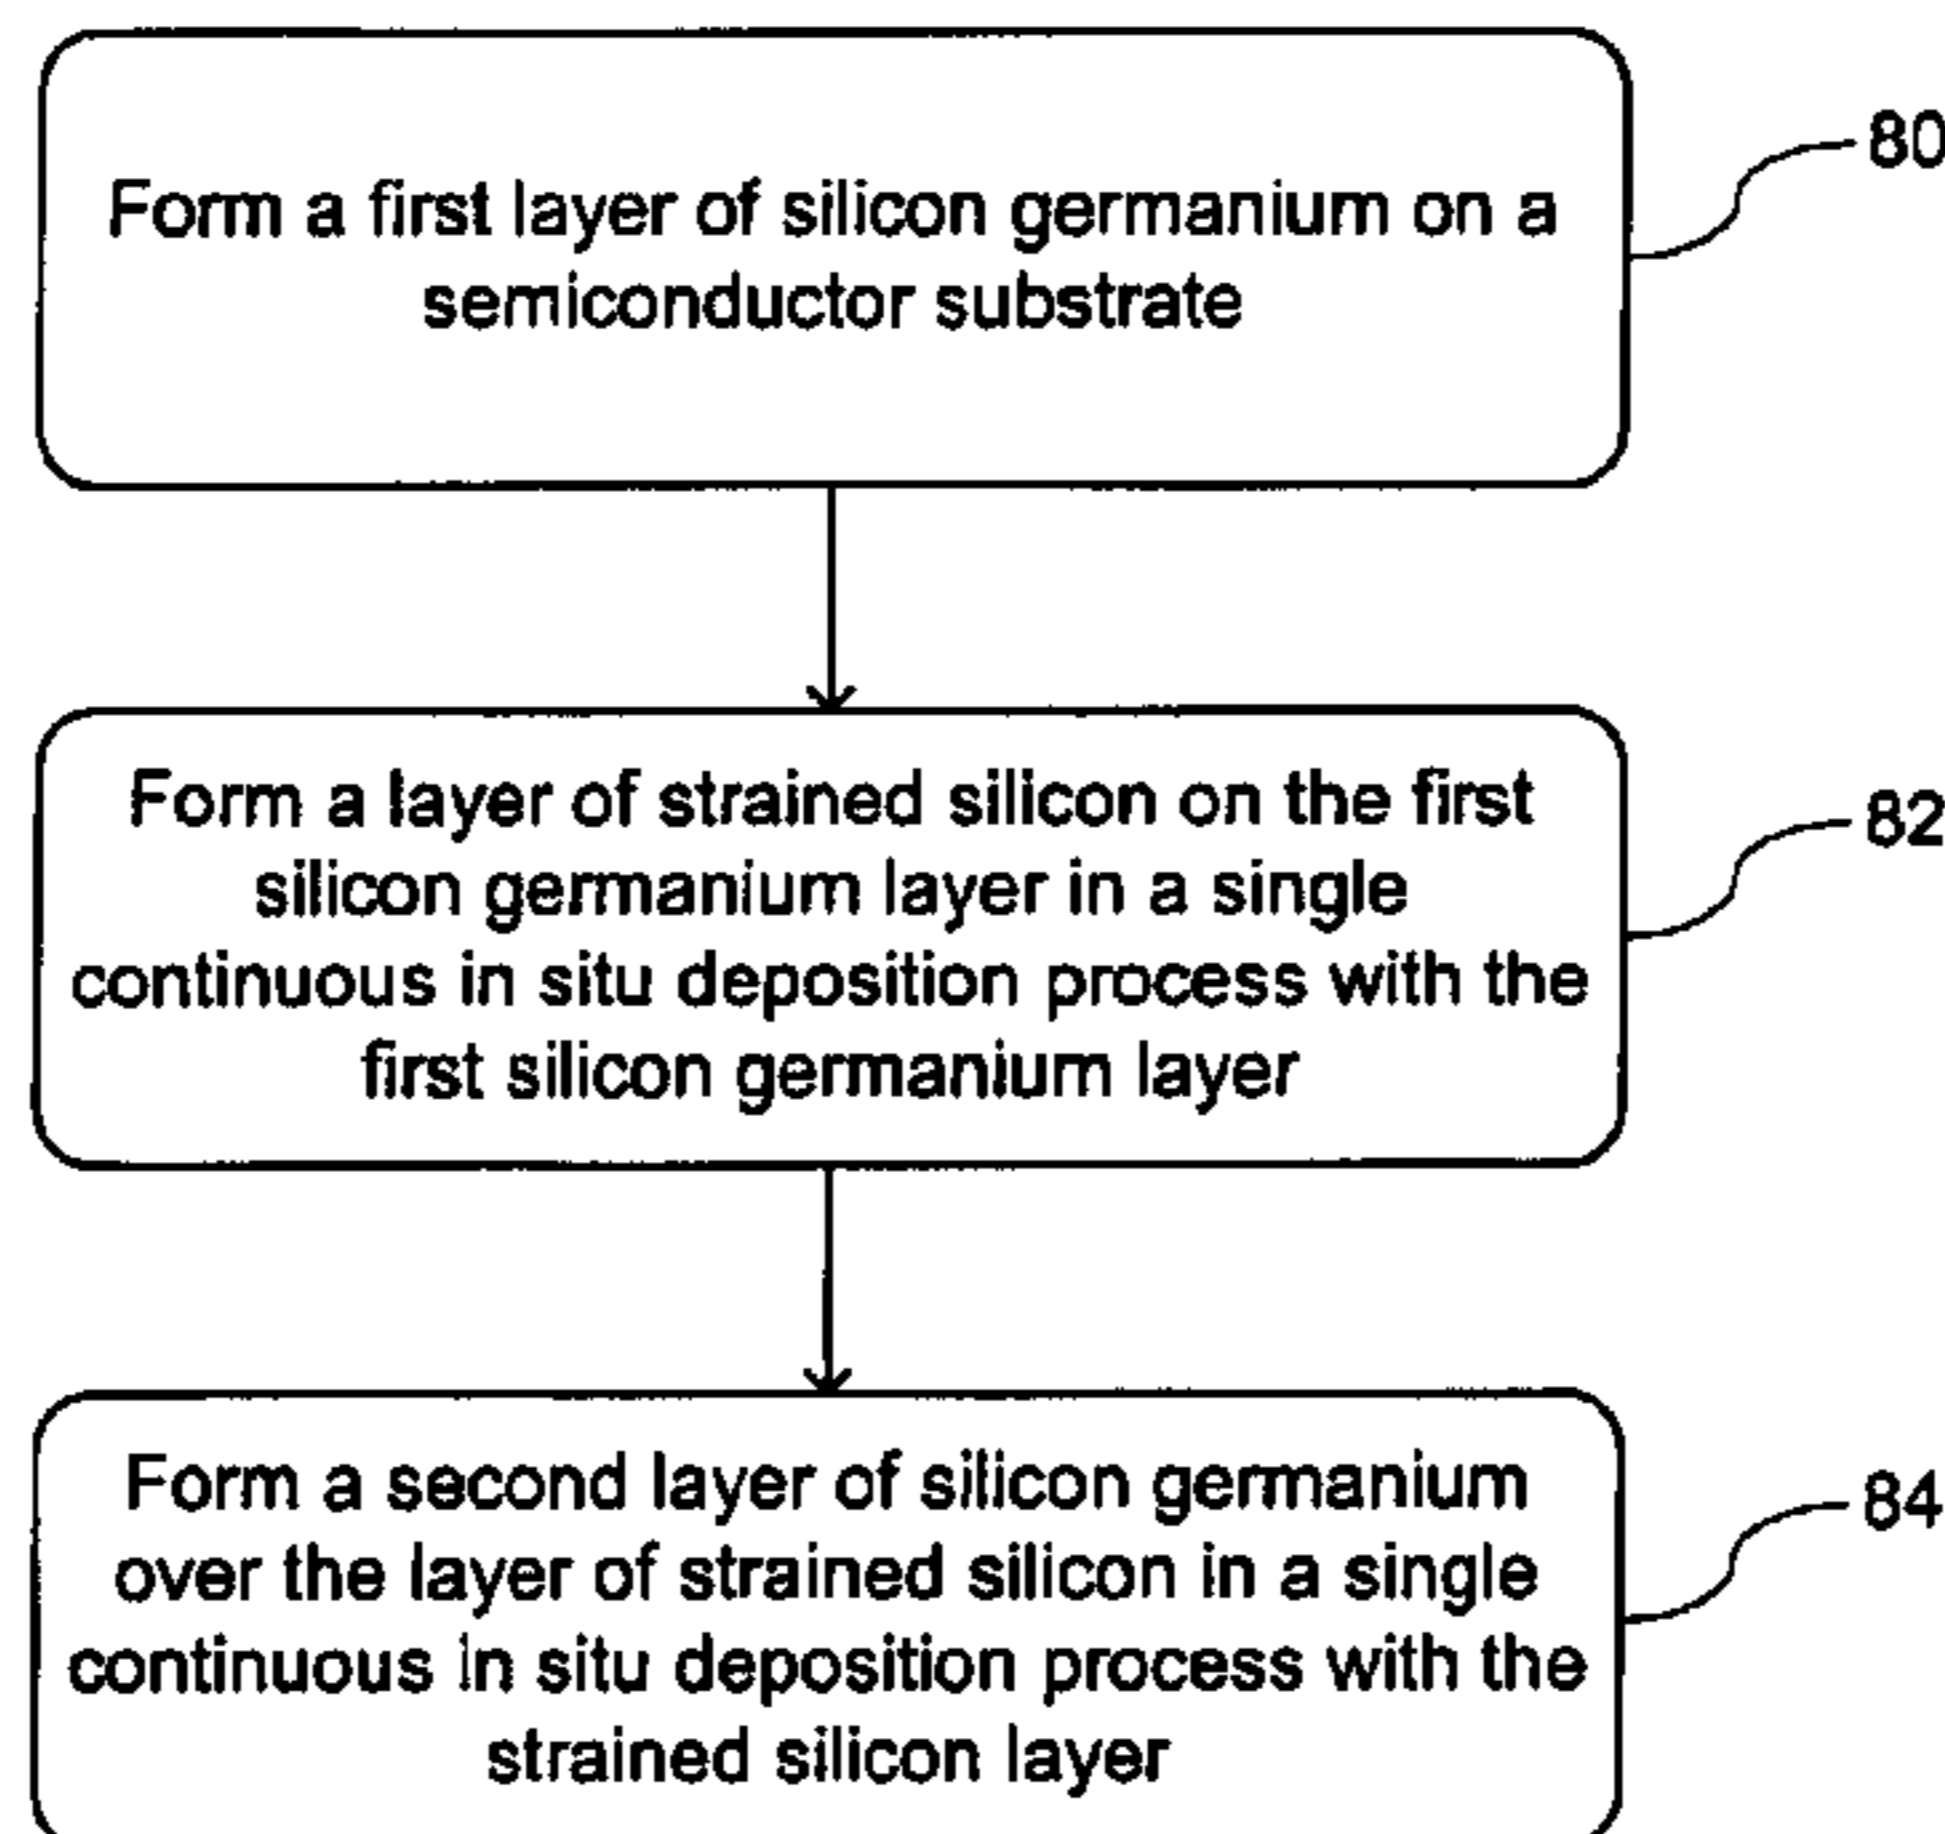 80
Form a first layer of silicon germanium on a
semiconductor substrate
Form a layer of strained silicon on the first
82
silicon germanium layer in a single
continuous in situ deposition process with the
first silicon germanium layer
Form a second layer of silicon germanium
84
over the layer of strained silicon in a single
continuous in situ deposition process with the
strained silicon layer